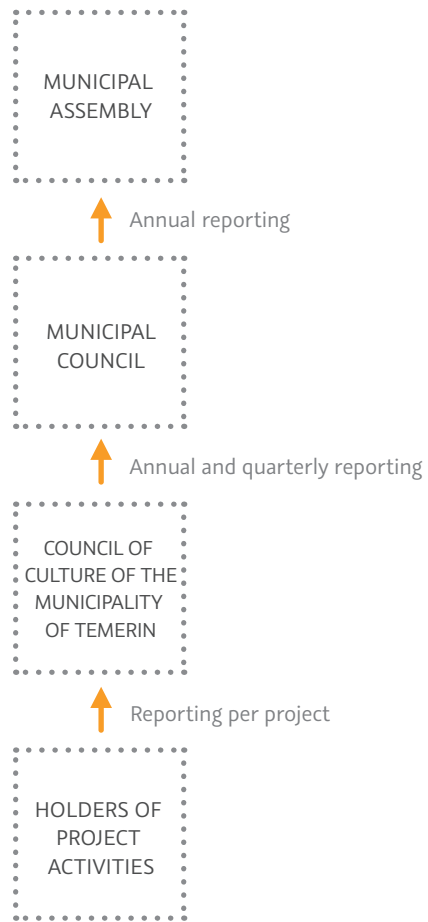 MUNICIPAL
ASSEMBLY
Annual reporting
MUNICIPAL
COUNCIL
Annual and quarterly reporting
COUNCIL OF
CULTURE OF THE
MUNICIPALITY
OF TEMERIN
Reporting per project
HOLDERS OF
PROJECT
ACTIVITIES